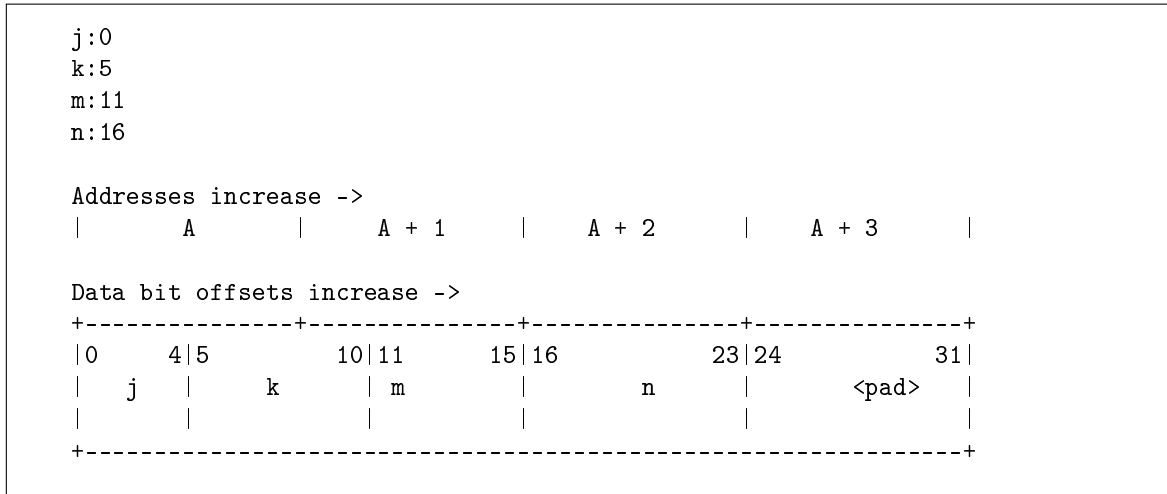 j:0
k:5
m:11
n:16
Addresses increase ->
| A | A + 1 | A + 2 | A + 3 |
Data bit offsets increase ->
+---------------+---------------+---------------+---------------+
|0 4|5 10|11 15|16 23|24 31|
| j | k | m | n | <pad> |
| | | | | |
+---------------------------------------------------------------+